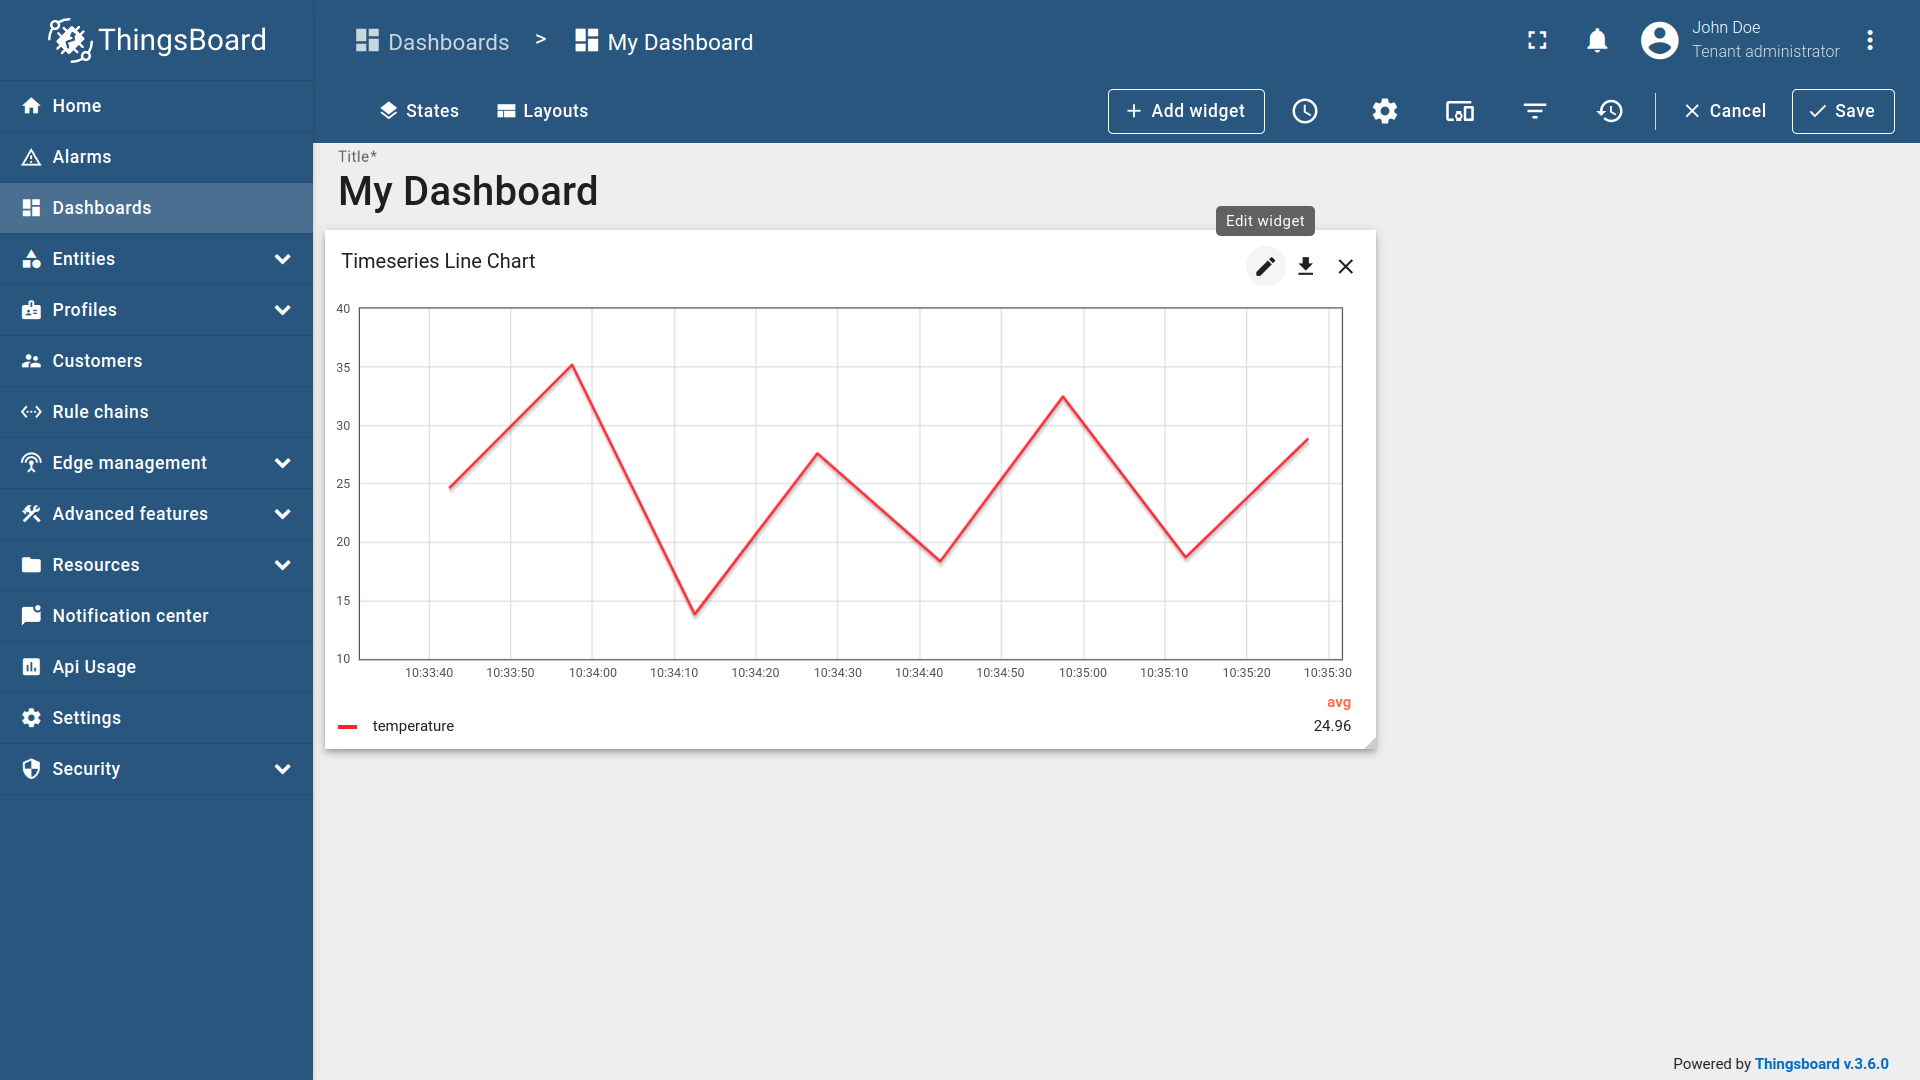 ThingsBoard
Dashboards > My Dashboard
John Doe
Tenant administrator
Home
Alarms
Dashboards
Entities
Profiles
Customers
Rule chains
Edge management
Advanced features
Resources
Notification center
Api Usage
Settings
Security
States Layouts
+ Add widget
Cancel
Save
Title*
My Dashboard
Edit widget
Timeseries Line Chart
40
35
30
25
20
15
10
10:33:40 10:33:50 10:34:00 10:34:10 10:34:20 10:34:30 10:34:40 10:34:50 10:35:00 10:35:10 10:35:20 10:35:30
avg
temperature 24.96
Powered by Thingsboard v.3.6.0